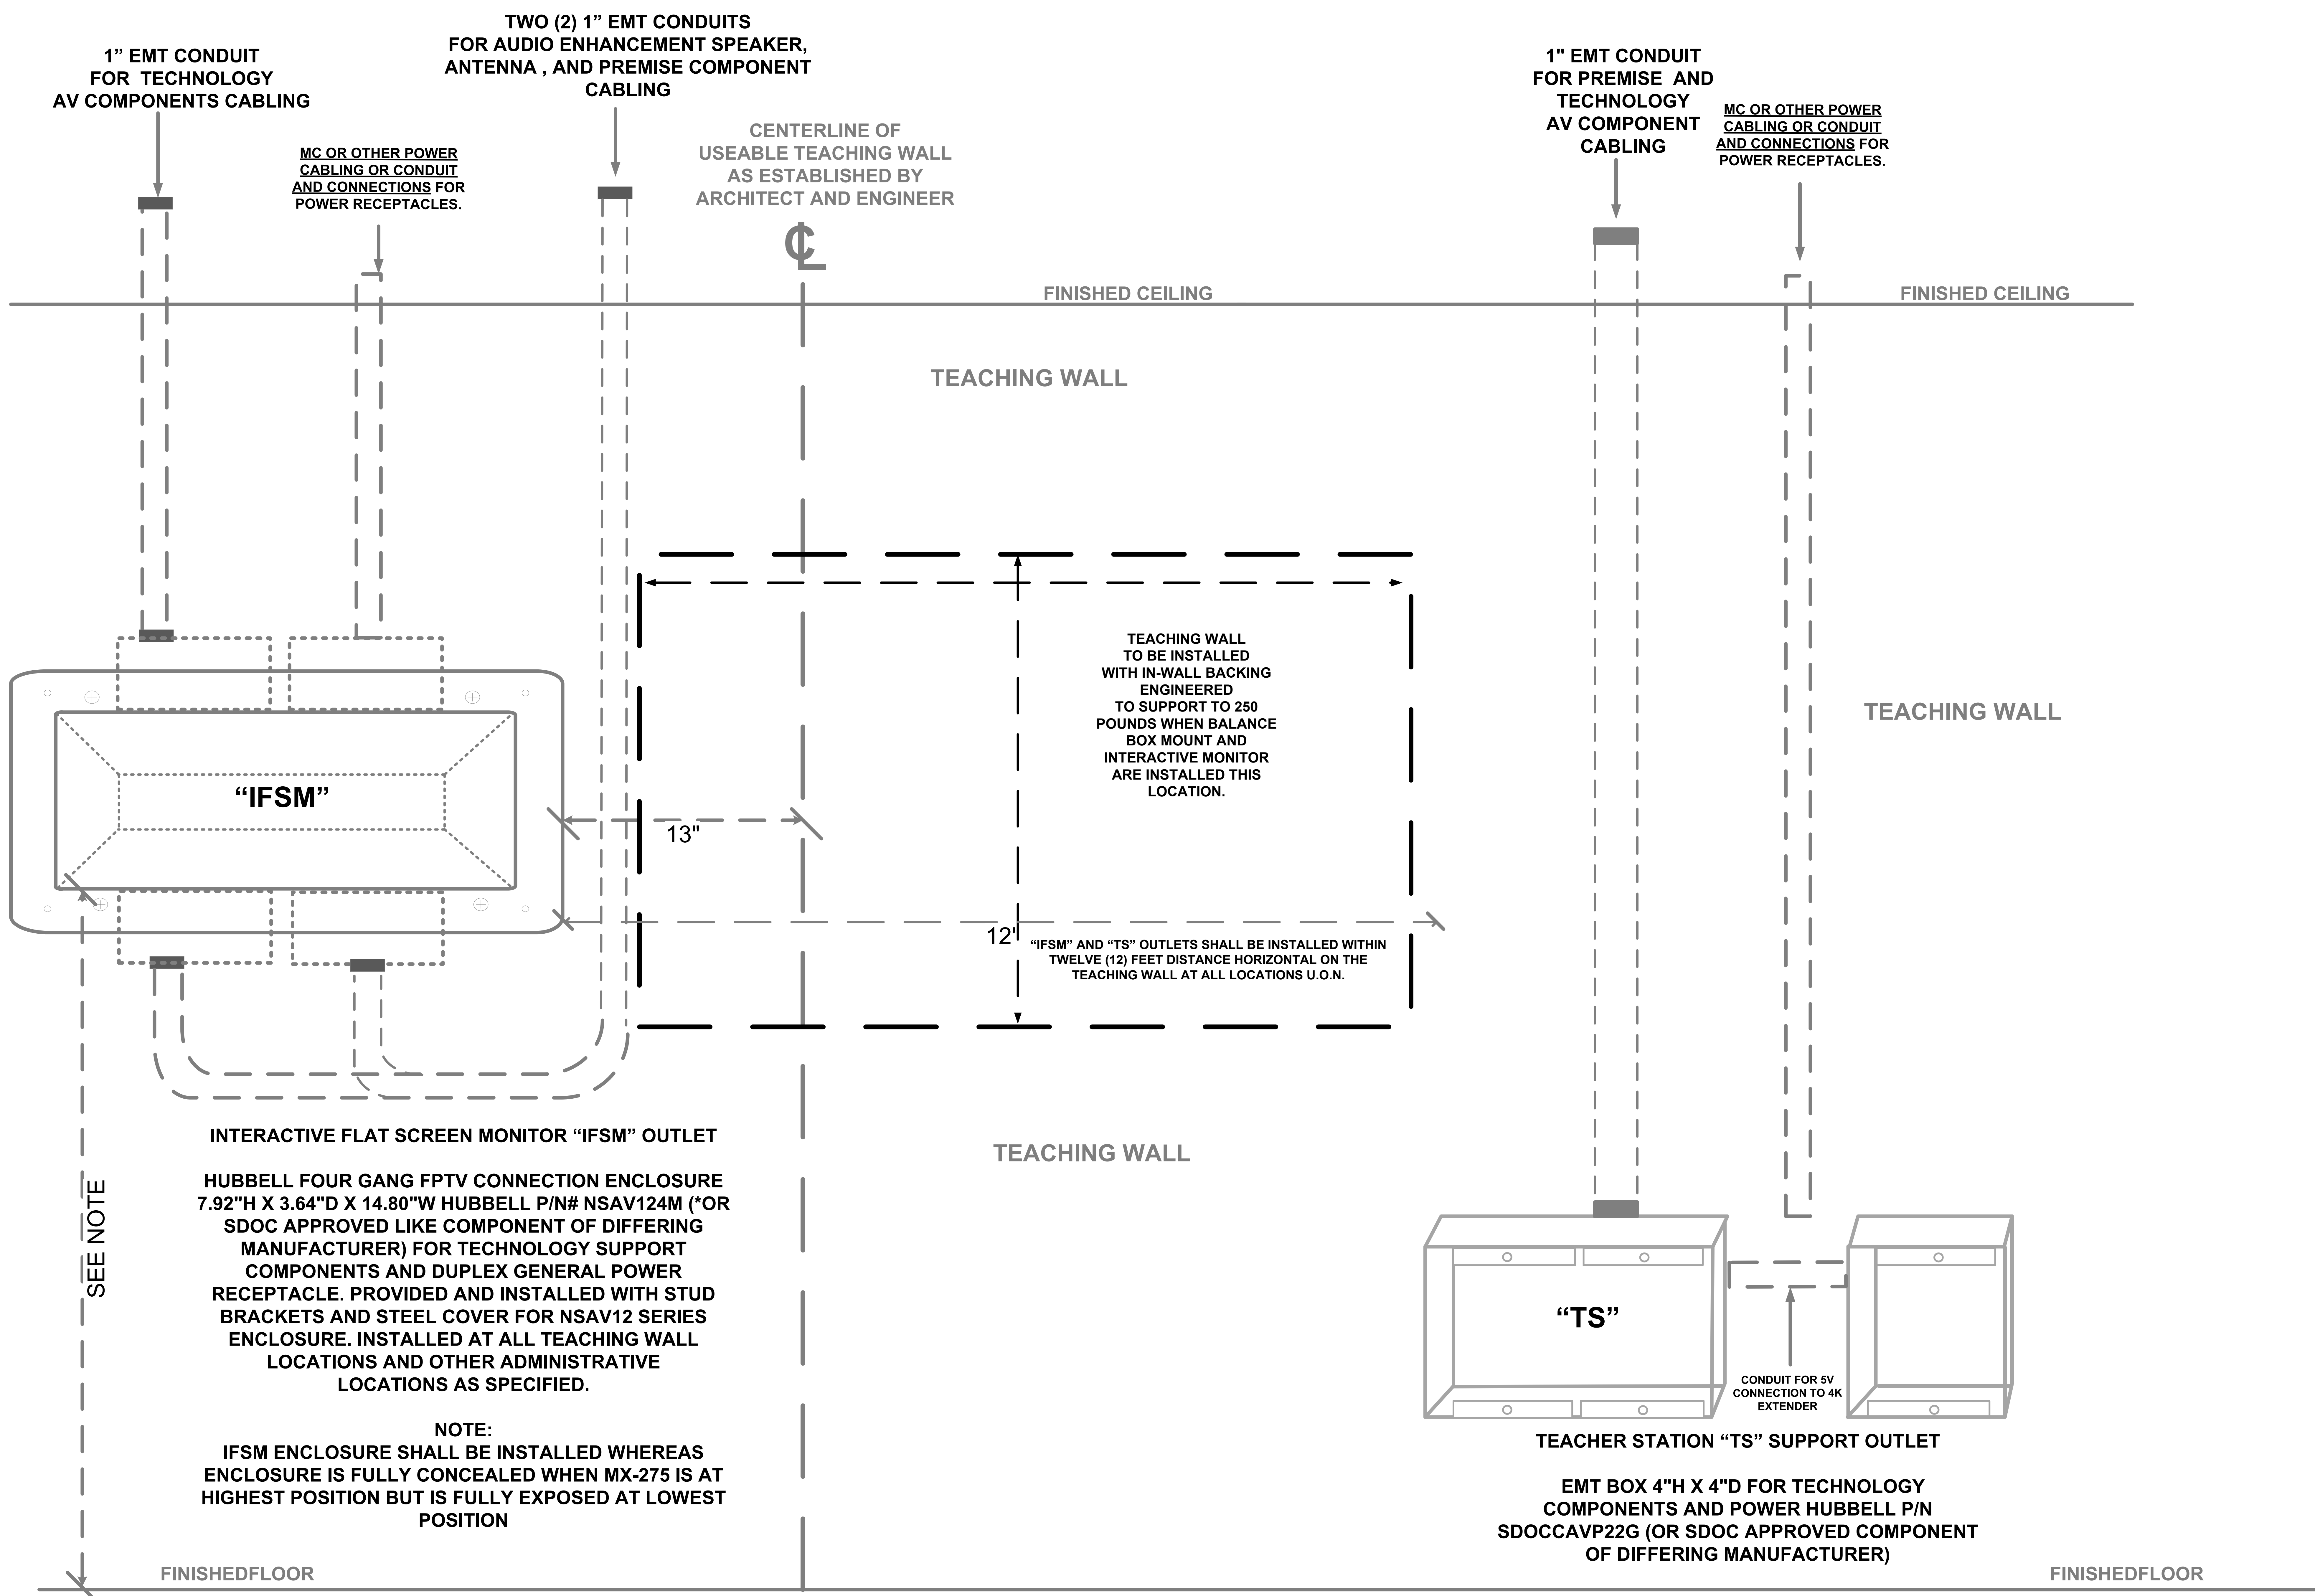 TWO (2) 1” EMT CONDUITS
FOR AUDIO ENHANCEMENT SPEAKER,
ANTENNA , AND PREMISE COMPONENT
CABLING
1” EMT CONDUIT
FOR TECHNOLOGY
AV COMPONENTS CABLING
1" EMT CONDUIT
FOR PREMISE AND
TECHNOLOGY
AV COMPONENT
CABLING
MC OR OTHER POWER
CABLING OR CONDUIT
AND CONNECTIONS FOR
POWER RECEPTACLES.
CENTERLINE OF
USEABLE TEACHING WALL
AS ESTABLISHED BY
ARCHITECT AND ENGINEER
℄
MC OR OTHER POWER
CABLING OR CONDUIT
AND CONNECTIONS FOR
POWER RECEPTACLES.
FINISHED CEILING
FINISHED CEILING
TEACHING WALL
TEACHING WALL
TO BE INSTALLED
WITH IN-WALL BACKING
ENGINEERED
TO SUPPORT TO 250
POUNDS WHEN BALANCE
BOX MOUNT AND
INTERACTIVE MONITOR
ARE INSTALLED THIS
LOCATION.
TEACHING WALL
“IFSM”
13"
12'
“IFSM” AND “TS” OUTLETS SHALL BE INSTALLED WITHIN
TWELVE (12) FEET DISTANCE HORIZONTAL ON THE
TEACHING WALL AT ALL LOCATIONS U.O.N.
SEE NOTE
INTERACTIVE FLAT SCREEN MONITOR “IFSM” OUTLET
HUBBELL FOUR GANG FPTV CONNECTION ENCLOSURE
7.92"H X 3.64"D X 14.80"W HUBBELL P/N# NSAV124M (*OR
SDOC APPROVED LIKE COMPONENT OF DIFFERING
MANUFACTURER) FOR TECHNOLOGY SUPPORT
COMPONENTS AND DUPLEX GENERAL POWER
RECEPTACLE. PROVIDED AND INSTALLED WITH STUD
BRACKETS AND STEEL COVER FOR NSAV12 SERIES
ENCLOSURE. INSTALLED AT ALL TEACHING WALL
LOCATIONS AND OTHER ADMINISTRATIVE
LOCATIONS AS SPECIFIED.
NOTE:
IFSM ENCLOSURE SHALL BE INSTALLED WHEREAS
ENCLOSURE IS FULLY CONCEALED WHEN MX-275 IS AT
HIGHEST POSITION BUT IS FULLY EXPOSED AT LOWEST
POSITION
TEACHING WALL
“TS”
CONDUIT FOR 5V
CONNECTION TO 4K
EXTENDER
TEACHER STATION “TS” SUPPORT OUTLET
EMT BOX 4"H X 4"D FOR TECHNOLOGY
COMPONENTS AND POWER HUBBELL P/N
SDOCCAVP22G (OR SDOC APPROVED COMPONENT
OF DIFFERING MANUFACTURER)
FINISHEDFLOOR
FINISHEDFLOOR